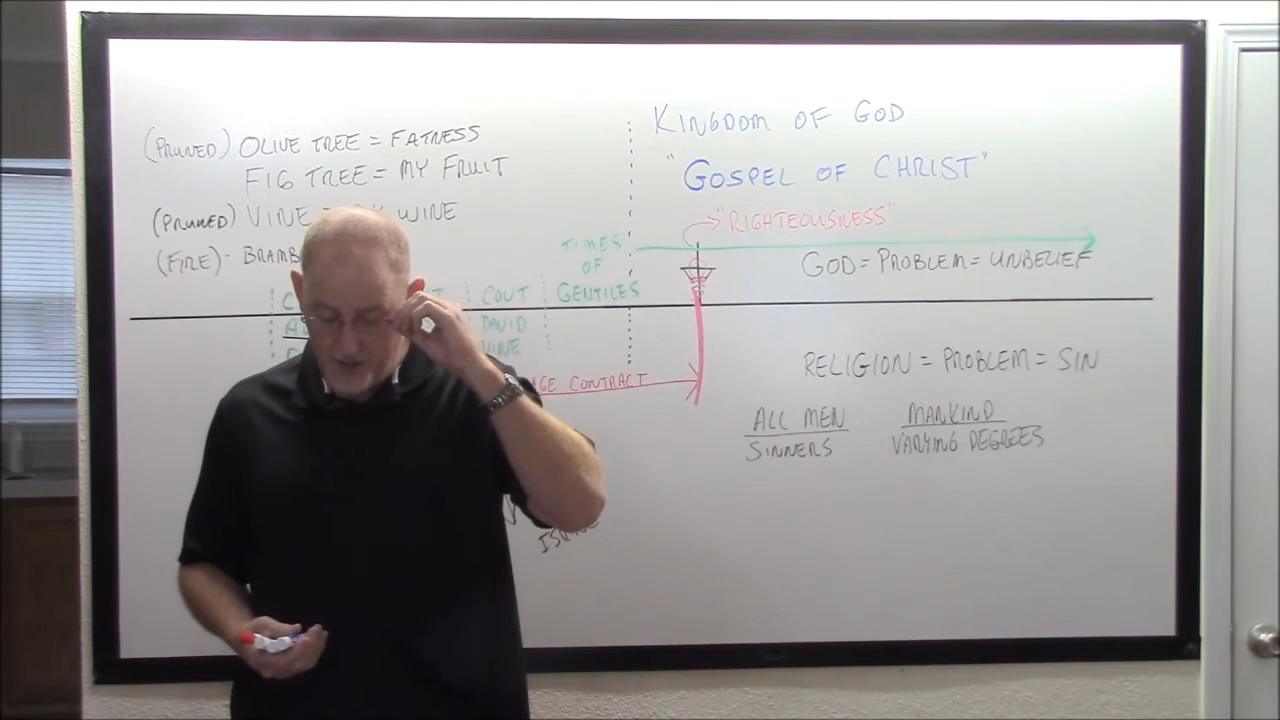 (PRUNED) OLIVE TREE = FATNESS
FIG TREE = MY FRUIT
(PRUNED) VINE = WINE
(FIRE) - BRAMB
KINGDOM OF GOD
"GOSPEL OF CHRIST"
"RIGHTEOUSNESS"
GOD = PROBLEM = UNBELIEF
TIMES
OF
GENTILES
COUT
DAVID
VINE
AGE CONTRACT
RELIGION = PROBLEM = SIN
ALL MEN
SINNERS
MANKIND
VARYING DEGREES